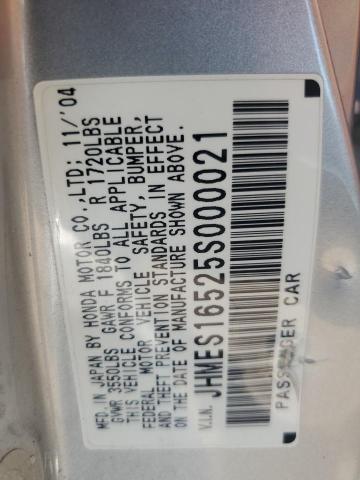 MFD. IN JAPAN BY HONDA MOTOR CO.,LTD; 11/'04
GVWR 3550LBS GAWR F 1840LBS R 1720LBS
THIS VEHICLE CONFORMS TO ALL APPLICABLE
FEDERAL MOTOR VEHICLE SAFETY, BUMPER,
AND THEFT PREVENTION STANDARDS IN EFFECT
ON THE DATE OF MANUFACTURE SHOWN ABOVE.
V.I.N. JHMES16525S000021
PASSENGER CAR